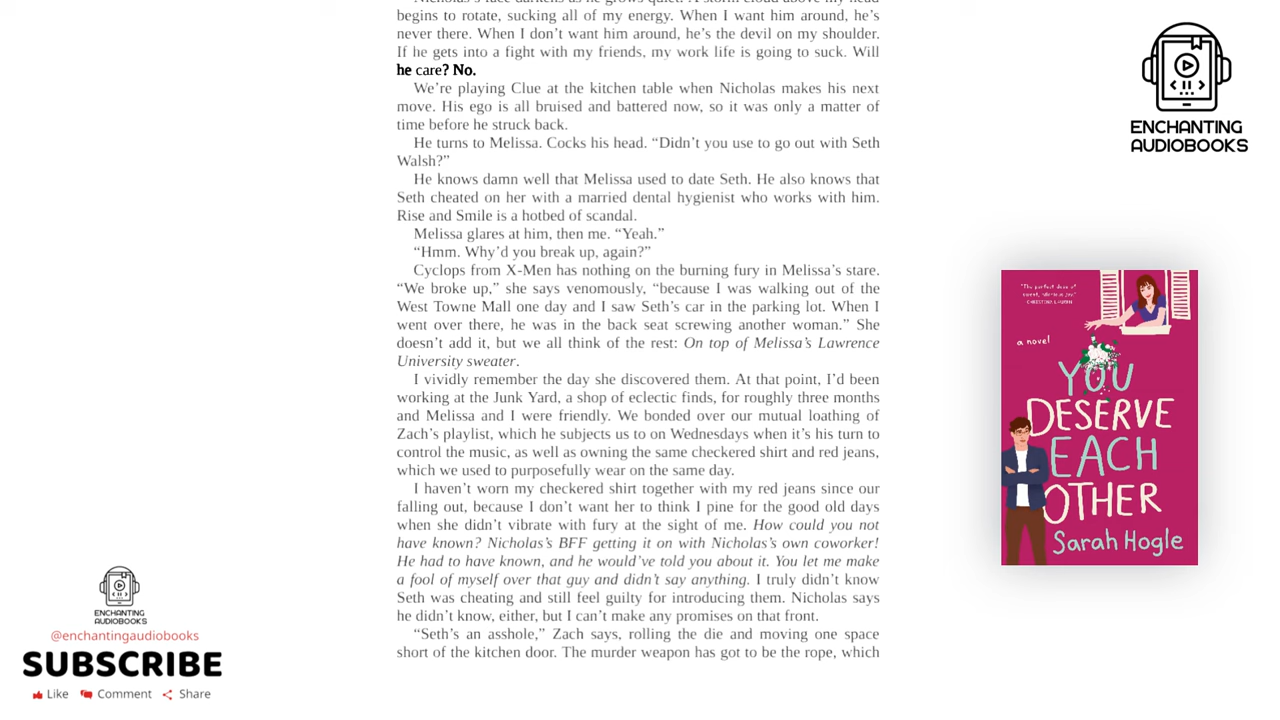 Nicholas's face darkens as he grows quiet. A storm cloud above my head
begins to rotate, sucking all of my energy. When I want him around, he's
never there. When I don't want him around, he's the devil on my shoulder.
If he gets into a fight with my friends, my work life is going to suck. Will
he care? No.
We're playing Clue at the kitchen table when Nicholas makes his next
move. His ego is all bruised and battered now, so it was only a matter of
time before he struck back.
He turns to Melissa. Cocks his head. “Didn't you use to go out with Seth
Walsh?”
He knows damn well that Melissa used to date Seth. He also knows that
Seth cheated on her with a married dental hygienist who works with him.
Rise and Smile is a hotbed of scandal.
Melissa glares at him, then me. “Yeah.”
“Hmm. Why'd you break up, again?”
Cyclops from X-Men has nothing on the burning fury in Melissa's stare.
“We broke up,” she says venomously, “because I was walking out of the
West Towne Mall one day and I saw Seth's car in the parking lot. When I
went over there, he was in the back seat screwing another woman.” She
doesn't add it, but we all think of the rest: On top of Melissa's Lawrence
University sweater.
I vividly remember the day she discovered them. At that point, I'd been
working at the Junk Yard, a shop of eclectic finds, for roughly three months
and Melissa and I were friendly. We bonded over our mutual loathing of
Zach's playlist, which he subjects us to on Wednesdays when it's his turn to
control the music, as well as owning the same checkered shirt and red jeans,
which we used to purposefully wear on the same day.
I haven't worn my checkered shirt together with my red jeans since our
falling out, because I don't want her to think I pine for the good old days
when she didn't vibrate with fury at the sight of me. How could you not
have known? Nicholas's BFF getting it on with Nicholas's own coworker!
He had to have known, and he would've told you about it. You let me make
a fool of myself over that guy and didn't say anything. I truly didn't know
Seth was cheating and still feel guilty for introducing them. Nicholas says
he didn't know, either, but I can't make any promises on that front.
“Seth's an asshole,” Zach says, rolling the die and moving one space
short of the kitchen door. The murder weapon has got to be the rope, which
ENCHANTING
AUDIOBOOKS
a novel
YOU
DESERVE
EACH
OTHER
Sarah Hogle
ENCHANTING
AUDIOBOOKS
@enchantingaudiobooks
SUBSCRIBE
Like Comment Share